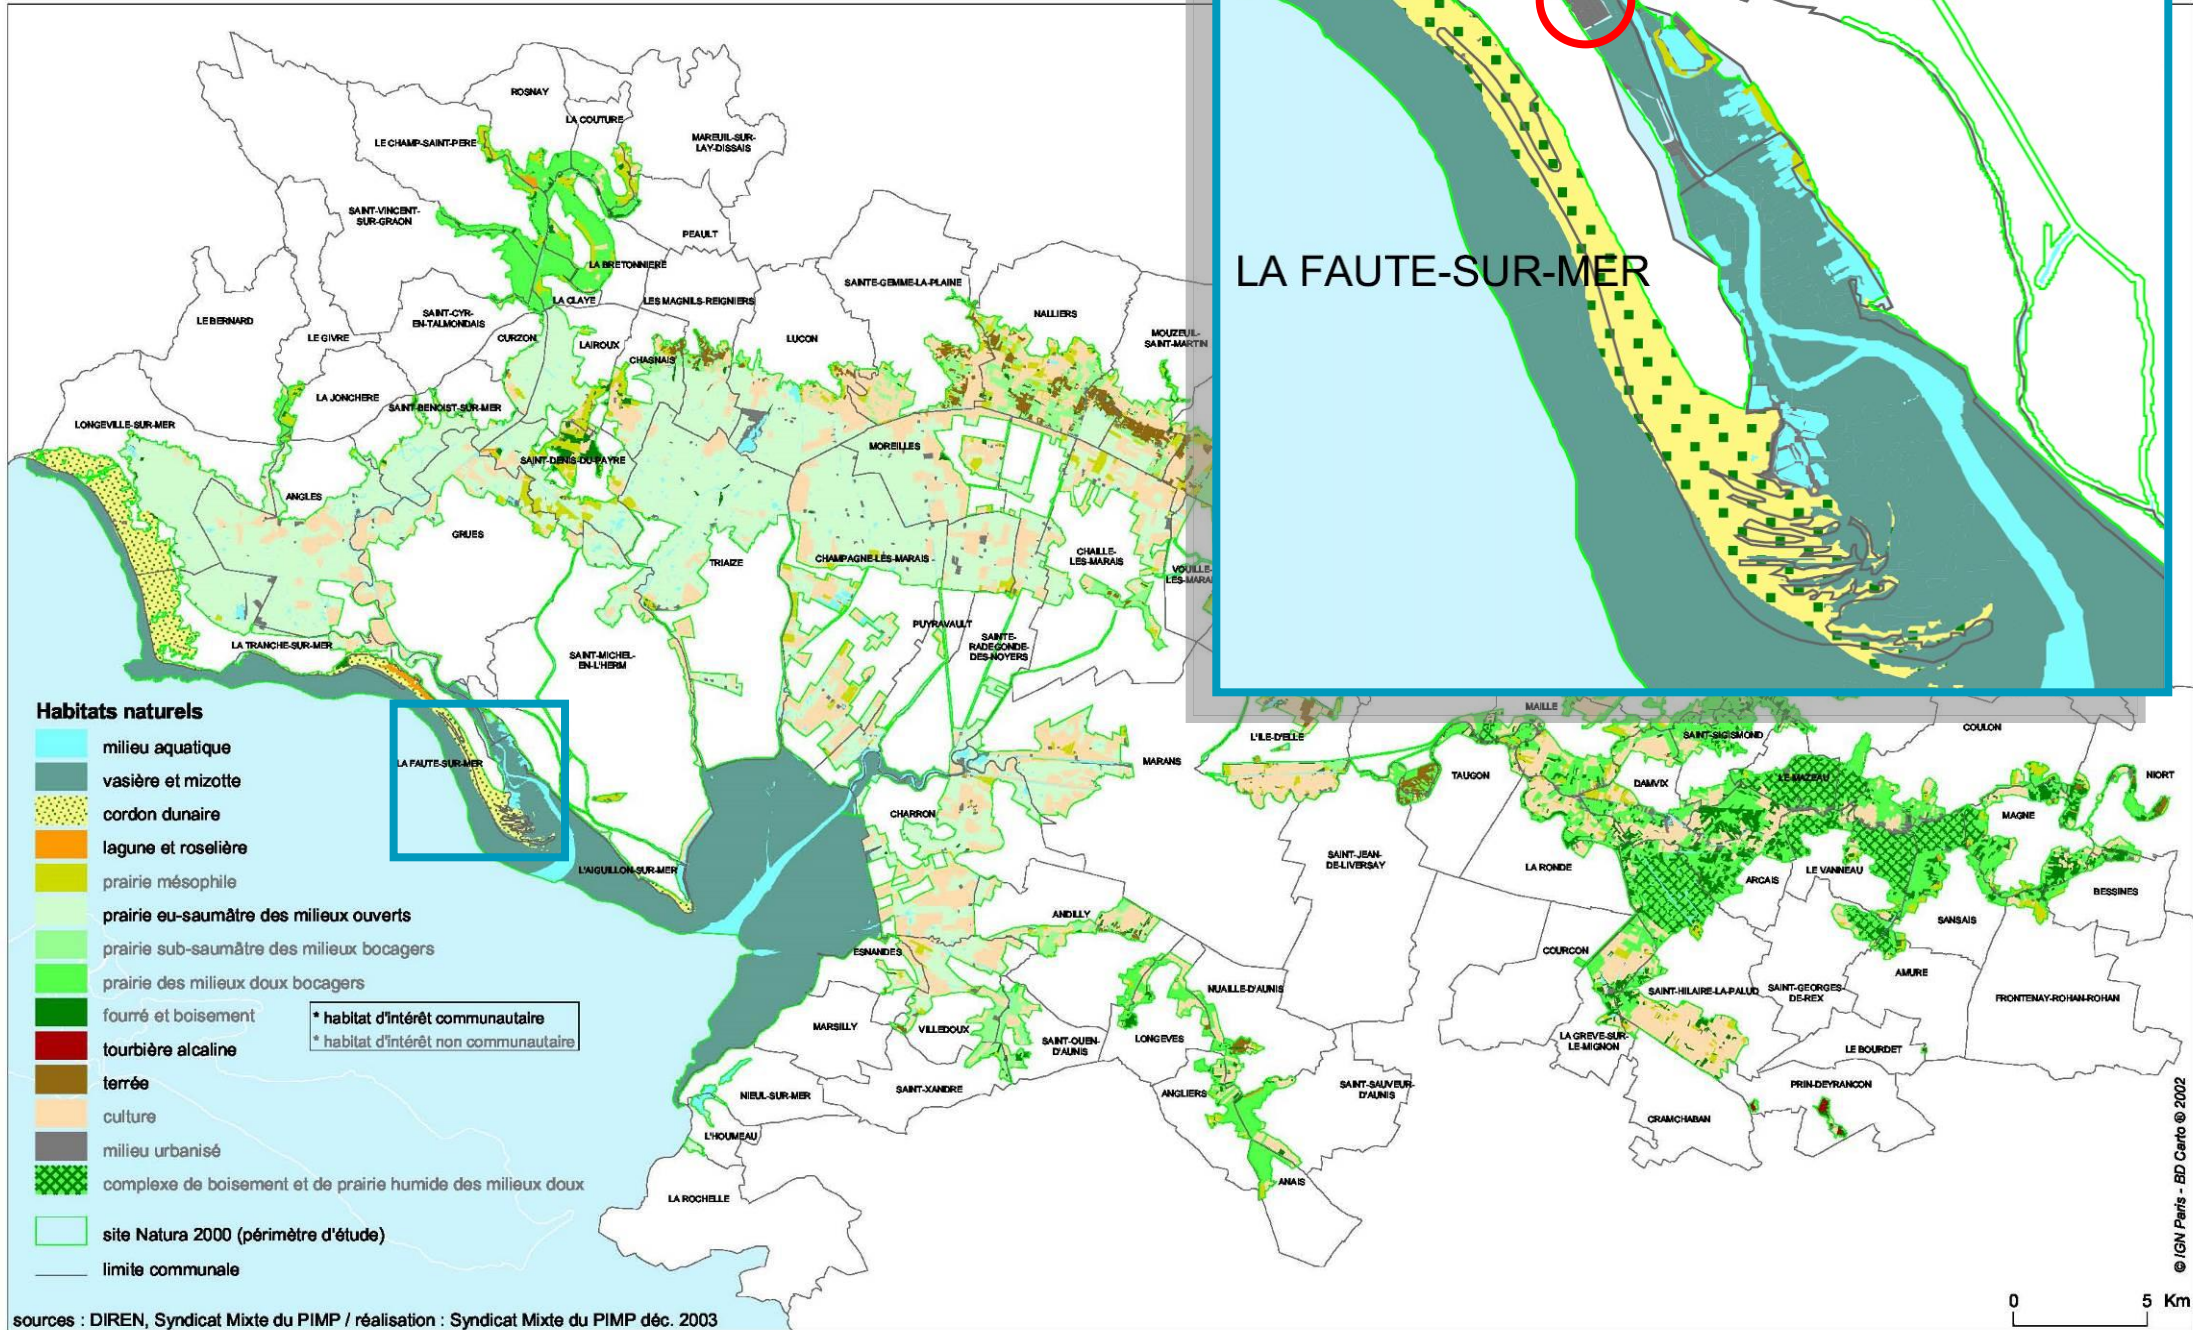 ROSNAY
LA COUTURE
LE CHAMP-SAINT-PERE
MAREUIL-SUR-
LAY-DISSAIS
SAINT-VINCENT-
SUR-GRAON
PEAULT
LA BRETONNIERE
LA CLAYE
LES MAGNILS-REIGNIERS
SAINTE-GEMME-LA-PLAINE
NALLIERS
LE BERNARD
SAINT-CYR-
EN-TALMONDAIS
LE GIVRE
CURZON
LAIROUX
CHASNAIS
LUCON
MOUZEUIL-
SAINT-MARTIN
LA JONCHERE
SAINT-BENOIST-SUR-MER
LONGEVILLE-SUR-MER
SAINT-DENIS-DU-PAYRE
MOREILLES
ANGLES
GRUES
TRIAIZE
CHAMPAGNE-LES-MARAIS
CHAILLE-
LES-MARAIS
VOUILLE-
LES-MARAI
LA TRANCHE-SUR-MER
SAINT-MICHEL-
EN-L'HERM
PUYRAVAULT
SAINTE-
RADEGONDE-
DES-NOYERS
LA FAUTE-SUR-MER
LA FAUTE-SUR-MER
L'AIGUILLON-SUR-MER
CHARRON
MARANS
L'ILE-D'ELLE
MAILLE
SAINT-SIGISMOND
COULON
TAUGON
DAMVIX
LE MAZEAU
NIORT
MAGNE
SAINT-JEAN-
DE-LIVERSAY
LA RONDE
ARCAIS
LE VANNEAU
BESSINES
SANSAIS
ANDILLY
ESNANDES
COURCON
AMURE
NUAILLE-D'AUNIS
SAINT-HILAIRE-LA-PALUD
SAINT-GEORGES-
DE-REX
FRONTENAY-ROHAN-ROHAN
MARSILLY
VILLEDOUX
SAINT-OUEN-
D'AUNIS
LONGEVES
LA GREVE-SUR-
LE-MIGNON
LE BOURDET
NIEUL-SUR-MER
SAINT-XANDRE
ANGLIERS
SAINT-SAUVEUR-
D'AUNIS
PRIN-DEYRANCON
CRAMCHABAN
L'HOUMEAU
LA ROCHELLE
ANAIS
Habitats naturels
milieu aquatique
vasière et mizotte
cordon dunaire
lagune et roselière
prairie mésophile
prairie eu-saumâtre des milieux ouverts
prairie sub-saumâtre des milieux bocagers
prairie des milieux doux bocagers
fourré et boisement
* habitat d'intérêt communautaire
* habitat d'intérêt non communautaire
tourbière alcaline
terrée
culture
milieu urbanisé
complexe de boisement et de prairie humide des milieux doux
site Natura 2000 (périmètre d'étude)
limite communale
sources : DIREN, Syndicat Mixte du PIMP / réalisation : Syndicat Mixte du PIMP déc. 2003
© IGN Paris - BD Carto ® 2002
0 5 Km